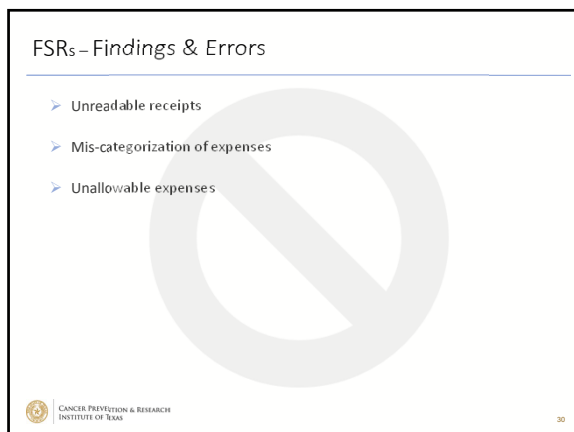 FSRs – Findings & Errors
Unreadable receipts
Mis-categorization of expenses
Unallowable expenses
CANCER PREVENTION & RESEARCH
INSTITUTE OF TEXAS
30